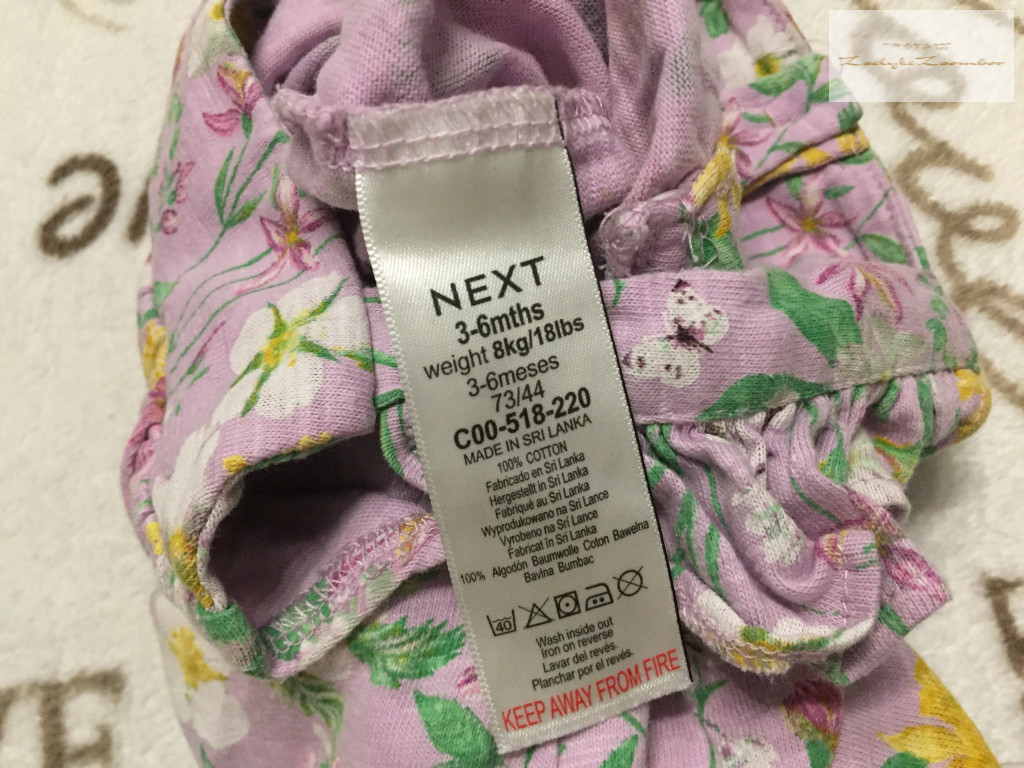 NEXT
3-6mths
weight 8kg/18lbs
3-6meses
73/44
C00-518-220
MADE IN SRI LANKA
100% COTTON
Fabricado en Sri Lanka
Hergestellt in Sri Lanka
Fabriqué au Sri Lanka
Wyprodukowano na Sri Lance
Vyrobeno na Srí Lance
Fabricat în Sri Lanka
100% Algodón Baumwolle Coton Bawełna
Bavlna Bumbac
40
Wash inside out
Iron on reverse
Lavar del revés.
Planchar por el revés.
KEEP AWAY FROM FIRE